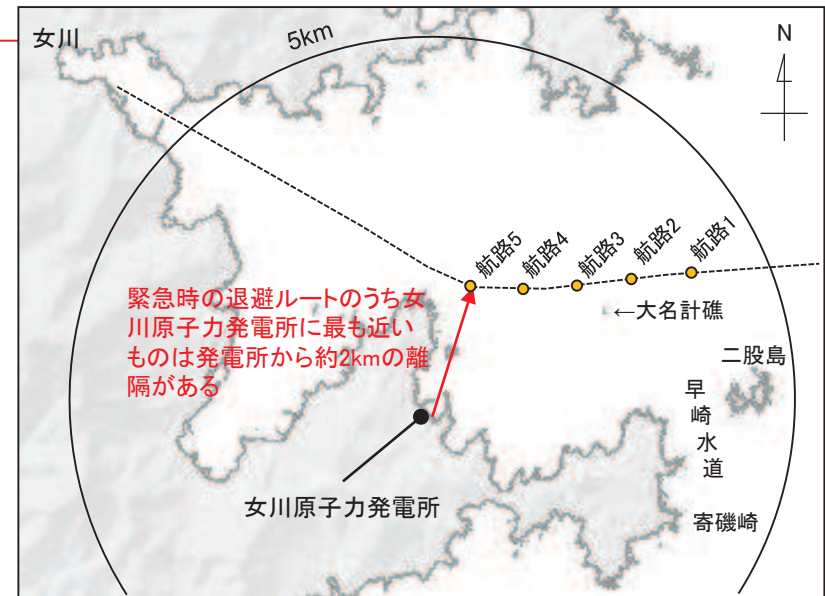 女川
5km
N
航路5
航路4
航路3
航路2
航路1
緊急時の退避ルートのうち女
川原子力発電所に最も近い
ものは発電所から約2kmの離
隔がある
←大名計礁
二股島
早崎水道
女川原子力発電所
寄磯崎